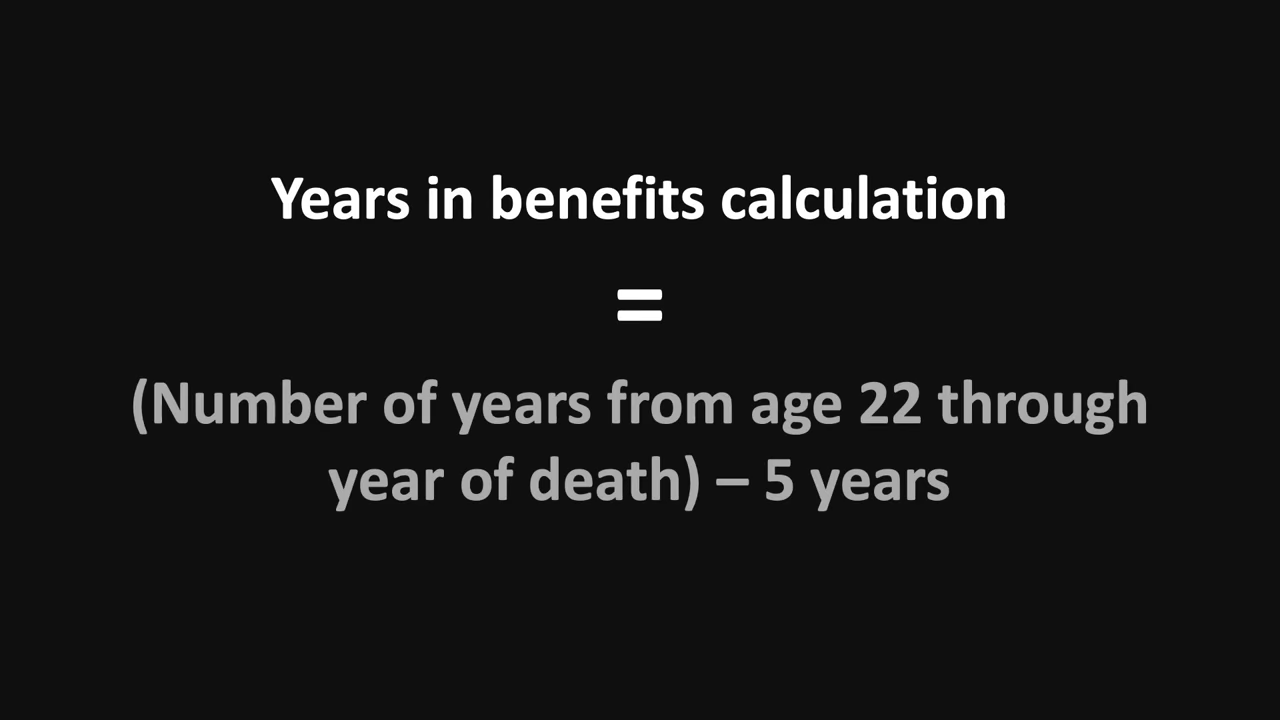 Years in benefits calculation
=
(Number of years from age 22 through
year of death) – 5 years